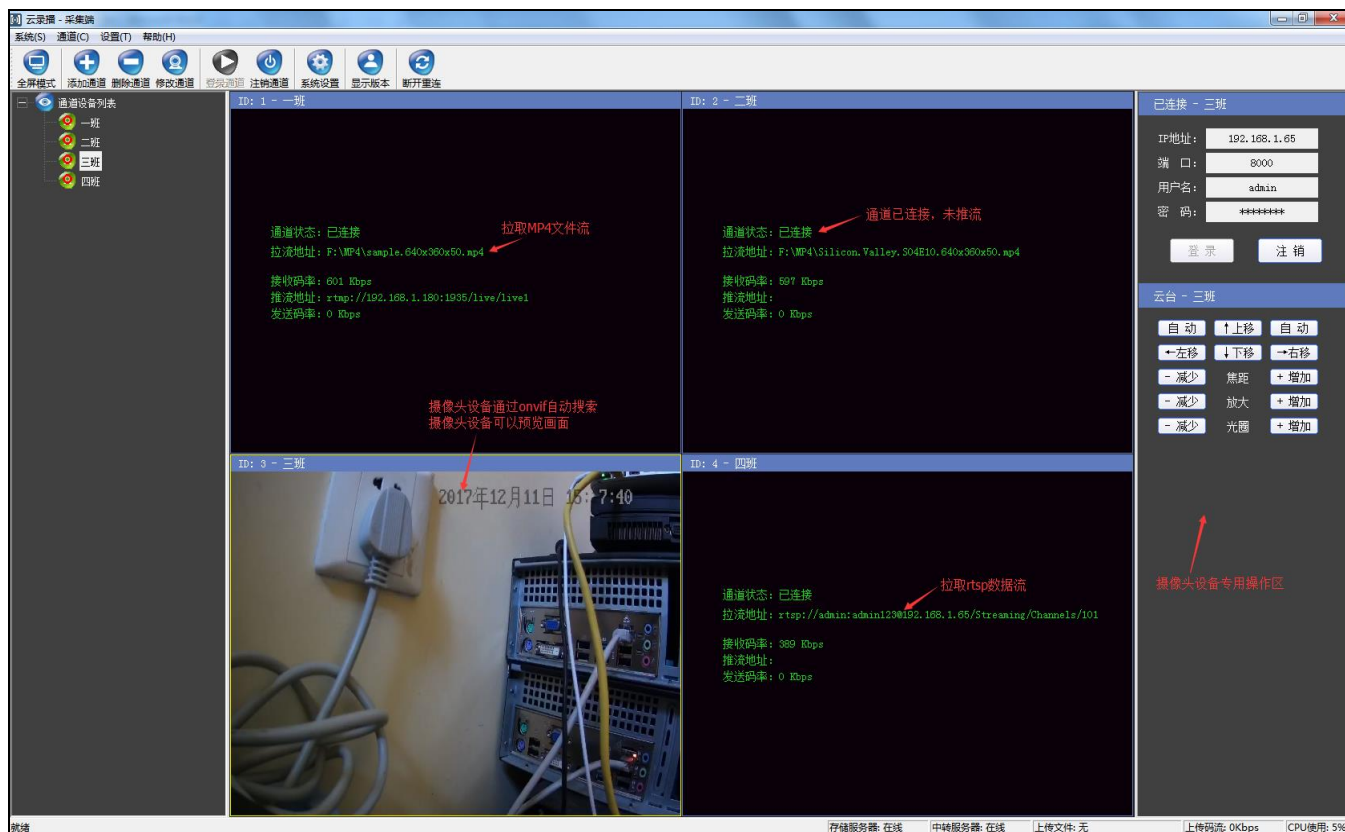 云录播 - 采集端
系统(S) 通道(C) 设置(T) 帮助(H)
全屏模式 添加通道 删除通道 修改通道 登录通道 注销通道 系统设置 显示版本 断开重连
通道设备列表
一班
二班
三班
四班
ID: 1 - 一班
拉取MP4文件流
通道状态: 已连接
拉流地址: F:\MP4\sample.640x360x50.mp4
接收码率: 601 Kbps
推流地址: rtmp://192.168.1.180:1935/live/live1
发送码率: 0 Kbps
摄像头设备通过onvif自动搜索
摄像头设备可以预览画面
ID: 2 - 二班
通道已连接，未推流
通道状态: 已连接
拉流地址: F:\MP4\Silicon.Valley.S04E10.640x360x50.mp4
接收码率: 597 Kbps
推流地址:
发送码率: 0 Kbps
ID: 3 - 三班
2017年12月11日
7:40
ID: 4 - 四班
拉取rtsp数据流
通道状态: 已连接
拉流地址: rtsp://admin:admin123@192.168.1.65/Streaming/Channels/101
接收码率: 389 Kbps
推流地址:
发送码率: 0 Kbps
已连接 - 三班
IP地址: 192.168.1.65
端 口: 8000
用户名: admin
密 码: ********
登 录 注 销
云台 - 三班
自 动 ↑上移 自 动
←左移 ↓下移 →右移
- 减少 焦距 + 增加
- 减少 放大 + 增加
- 减少 光圈 + 增加
摄像头设备专用操作区
就绪
存储服务器: 在线 中转服务器: 在线 上传文件: 无 上传码流: 0Kbps CPU使用: 5%